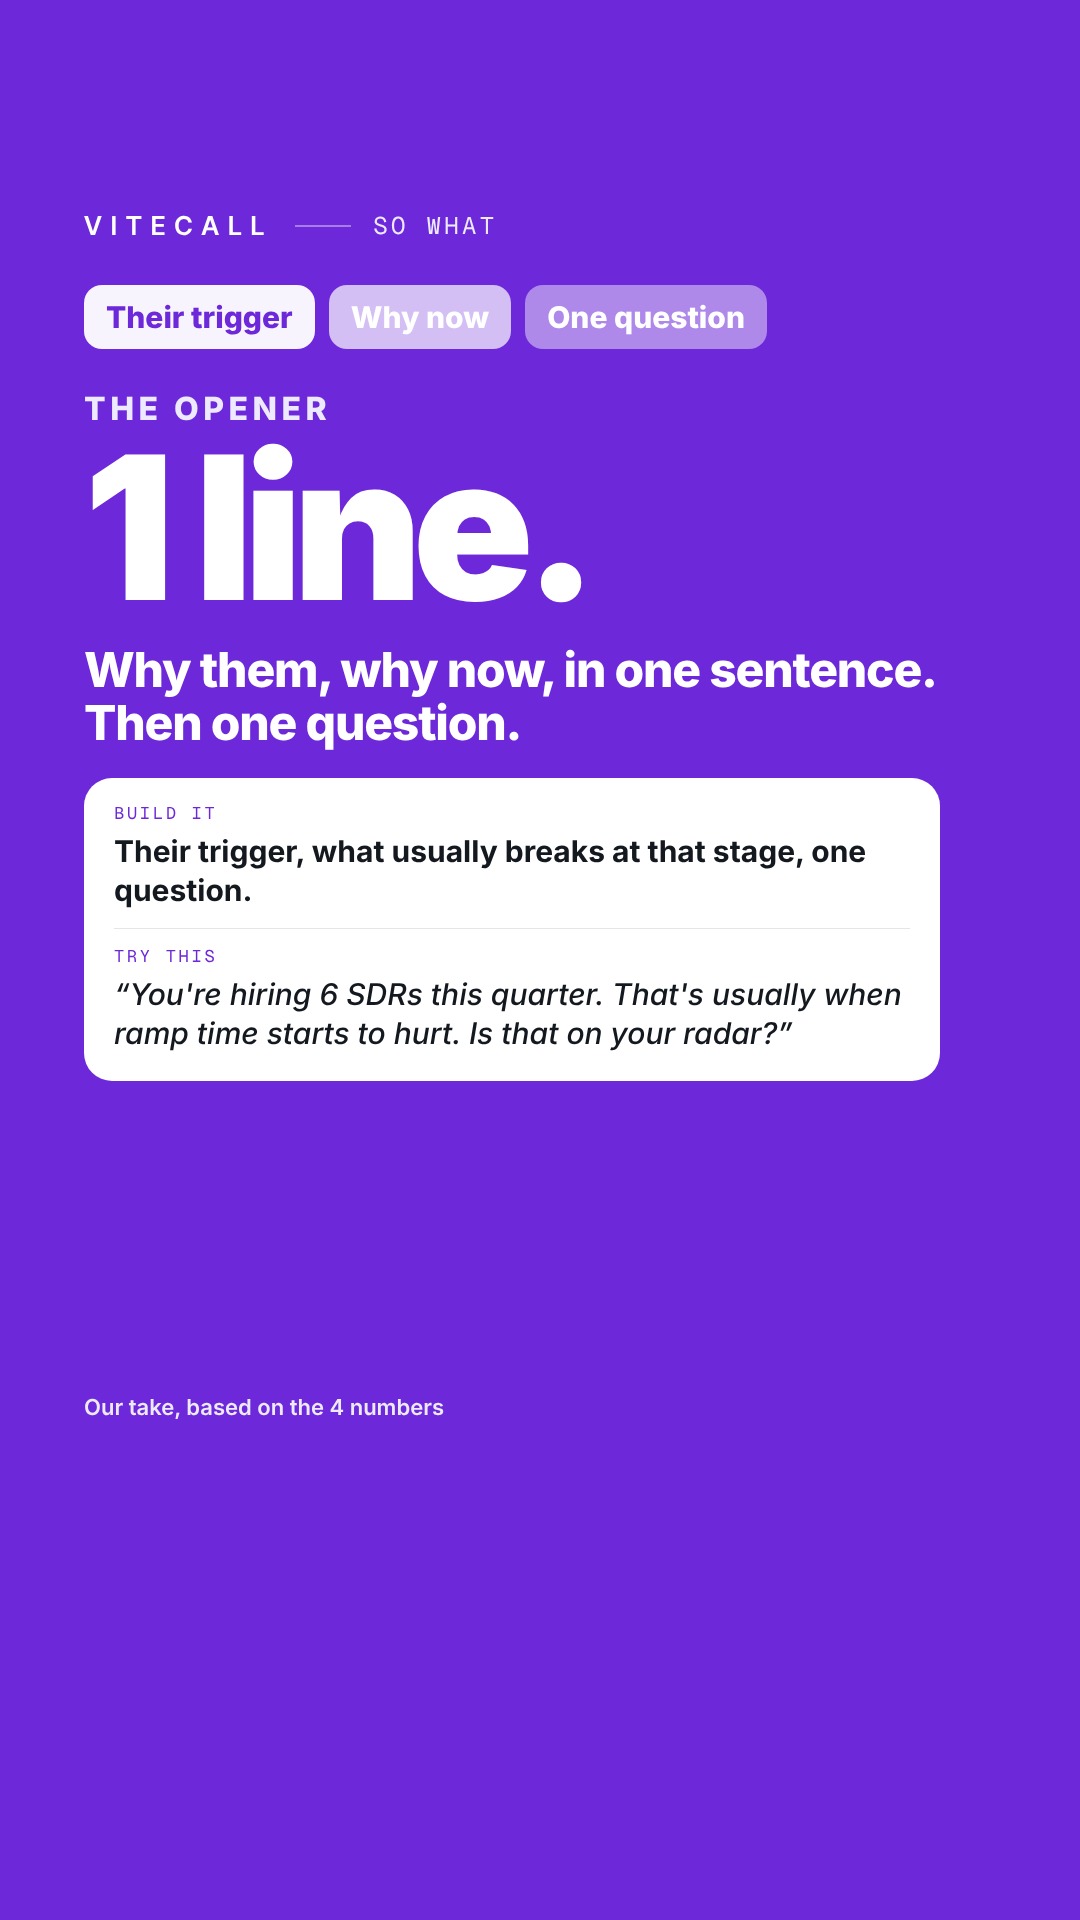 VITECALL — SO WHAT
Their trigger Why now One question
THE OPENER
1 line.
Why them, why now, in one sentence.
Then one question.
BUILD IT
Their trigger, what usually breaks at that stage, one
question.
TRY THIS
“You're hiring 6 SDRs this quarter. That's usually when
ramp time starts to hurt. Is that on your radar?”
Our take, based on the 4 numbers